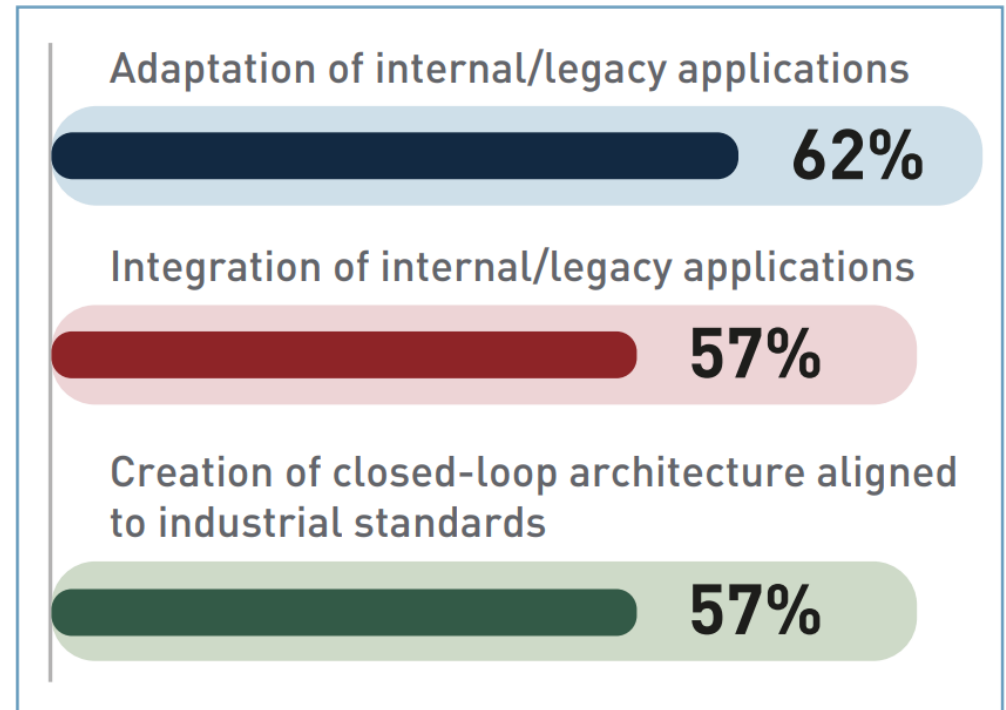 Adaptation of internal/legacy applications
62%
Integration of internal/legacy applications
57%
Creation of closed-loop architecture aligned
to industrial standards
57%